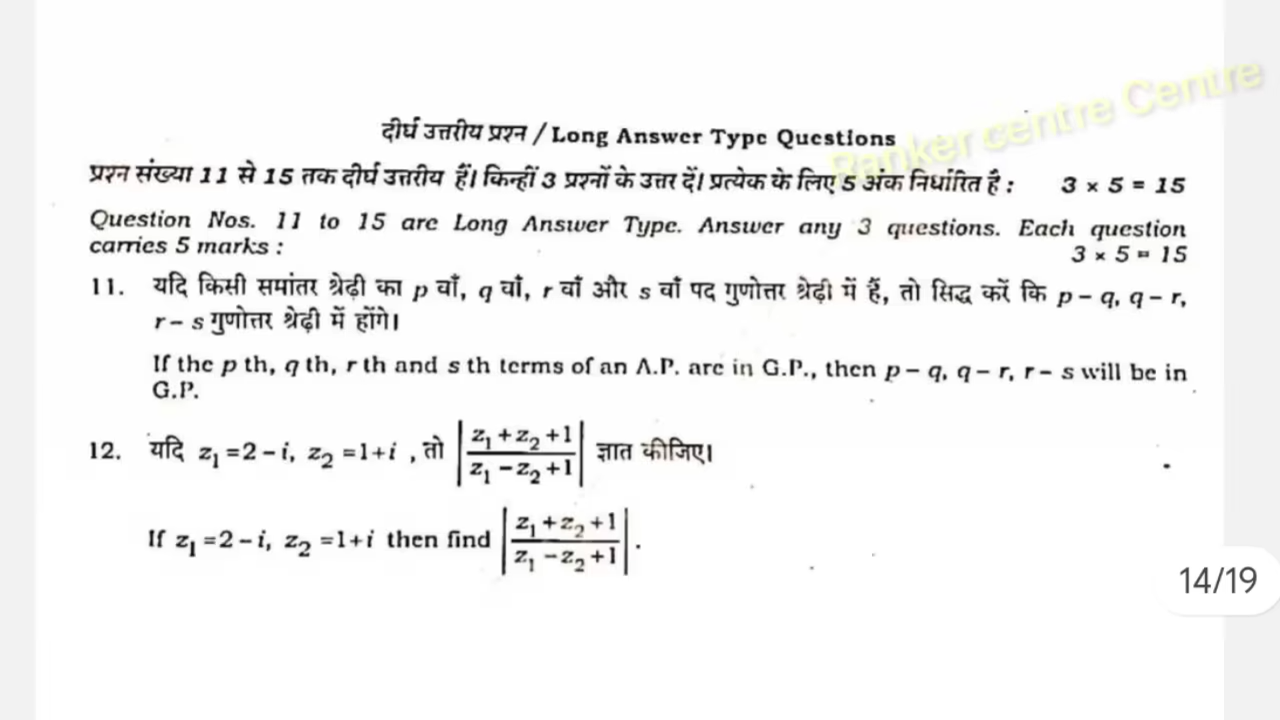 Ranker centre Centre
दीर्घ उत्तरीय प्रश्न / Long Answer Type Questions
प्रश्न संख्या 11 से 15 तक दीर्घ उत्तरीय हैं। किन्हीं 3 प्रश्नों के उत्तर दें। प्रत्येक के लिए 5 अंक निर्धारित है : 3 × 5 = 15
Question Nos. 11 to 15 are Long Answer Type. Answer any 3 questions. Each question
carries 5 marks : 3 × 5 = 15
11. यदि किसी समांतर श्रेढ़ी का p वाँ, q वाँ, r वाँ और s वाँ पद गुणोत्तर श्रेढ़ी में हैं, तो सिद्ध करें कि p – q, q – r,
r – s गुणोत्तर श्रेढ़ी में होंगे।
If the p th, q th, r th and s th terms of an A.P. are in G.P., then p – q, q – r, r – s will be in
G.P.
12. यदि z₁ = 2 – i, z₂ = 1 + i , तो |(z₁ + z₂ + 1)/(z₁ – z₂ + 1)| ज्ञात कीजिए।
If z₁ = 2 – i, z₂ = 1 + i then find |(z₁ + z₂ + 1)/(z₁ – z₂ + 1)|.
14/19